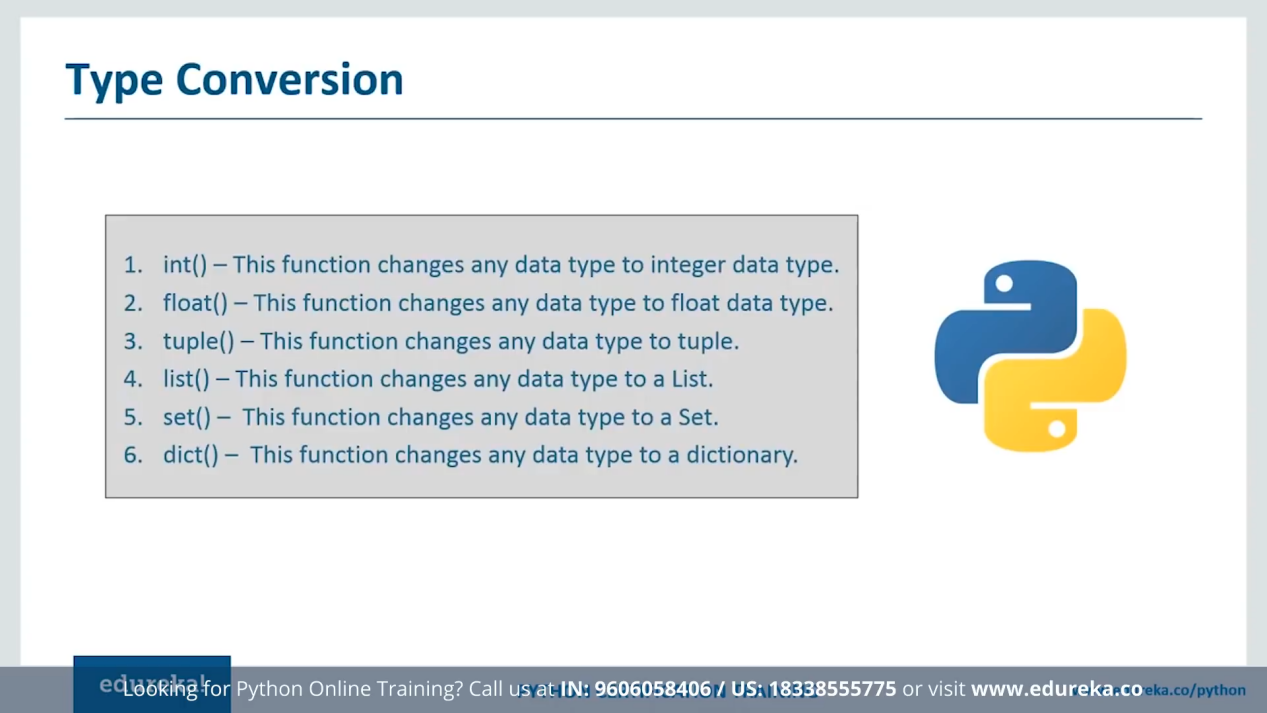 Type Conversion
1. int() – This function changes any data type to integer data type.
2. float() – This function changes any data type to float data type.
3. tuple() – This function changes any data type to tuple.
4. list() – This function changes any data type to a List.
5. set() – This function changes any data type to a Set.
6. dict() – This function changes any data type to a dictionary.
edureka!
Looking for Python Online Training? Call us at IN: 9606058406 / US: 18338555775 or visit www.edureka.co
eka.co/python